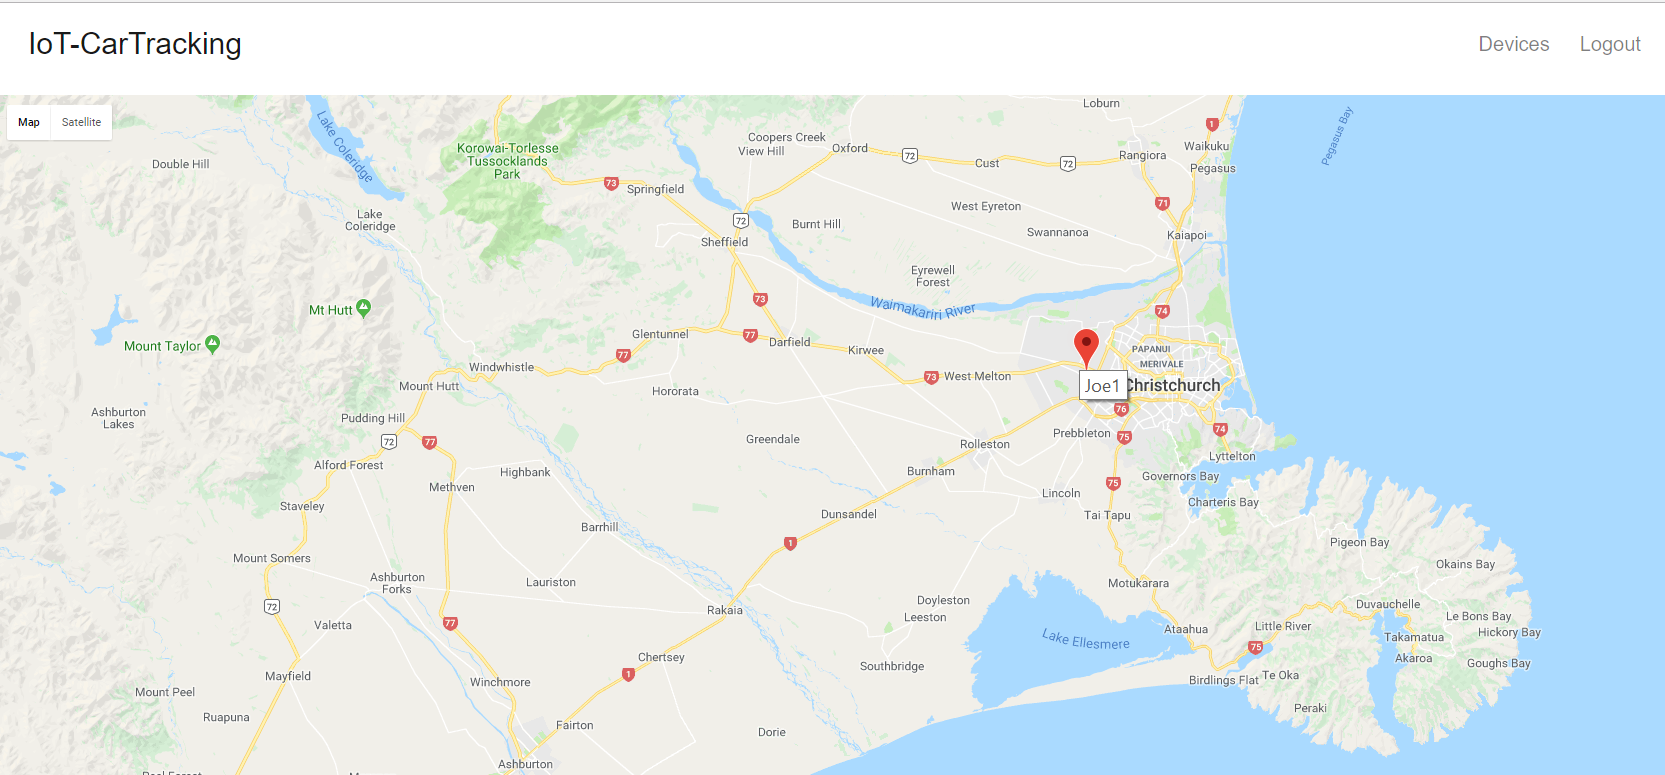 IoT-CarTracking
Devices
Logout
Map
Satellite
Loburn
Lake Coleridge
Pegasus Bay
1
Coopers Creek
View Hill
Oxford
72
Cust
72
Rangiora
Waikuku
Pegasus
Korowai-Torlesse
Tussocklands
Park
Double Hill
73
Springfield
71
Lake
Coleridge
72
West Eyreton
Burnt Hill
Swannanoa
Kaiapoi
Sheffield
Eyrewell
Forest
73
Waimakariri River
74
Mt Hutt
Mount Taylor
Glentunnel
77
Darfield
Kirwee
77
PAPANUI
MERIVALE
Windwhistle
73
West Melton
Joe1
Christchurch
Mount Hutt
Hororata
76
Ashburton
Lakes
Pudding Hill
72
77
Greendale
Rolleston
Prebbleton
75
74
Lyttelton
Alford Forest
Highbank
Burnham
Governors Bay
Methven
75
Lincoln
Charteris Bay
Staveley
Dunsandel
Tai Tapu
Barrhill
1
Pigeon Bay
Mount Somers
Okains Bay
Ashburton
Forks
Lauriston
Motukarara
72
Rakaia
Doyleston
Leeston
Duvauchelle
Le Bons Bay
77
Valetta
Ataahua
Little River
Hickory Bay
Lake Ellesmere
Takamatua
75
Akaroa
Chertsey
Southbridge
Goughs Bay
1
Mayfield
Winchmore
Birdlings Flat
Te Oka
Mount Peel
Peraki
Ruapuna
Fairton
Dorie
Ashburton